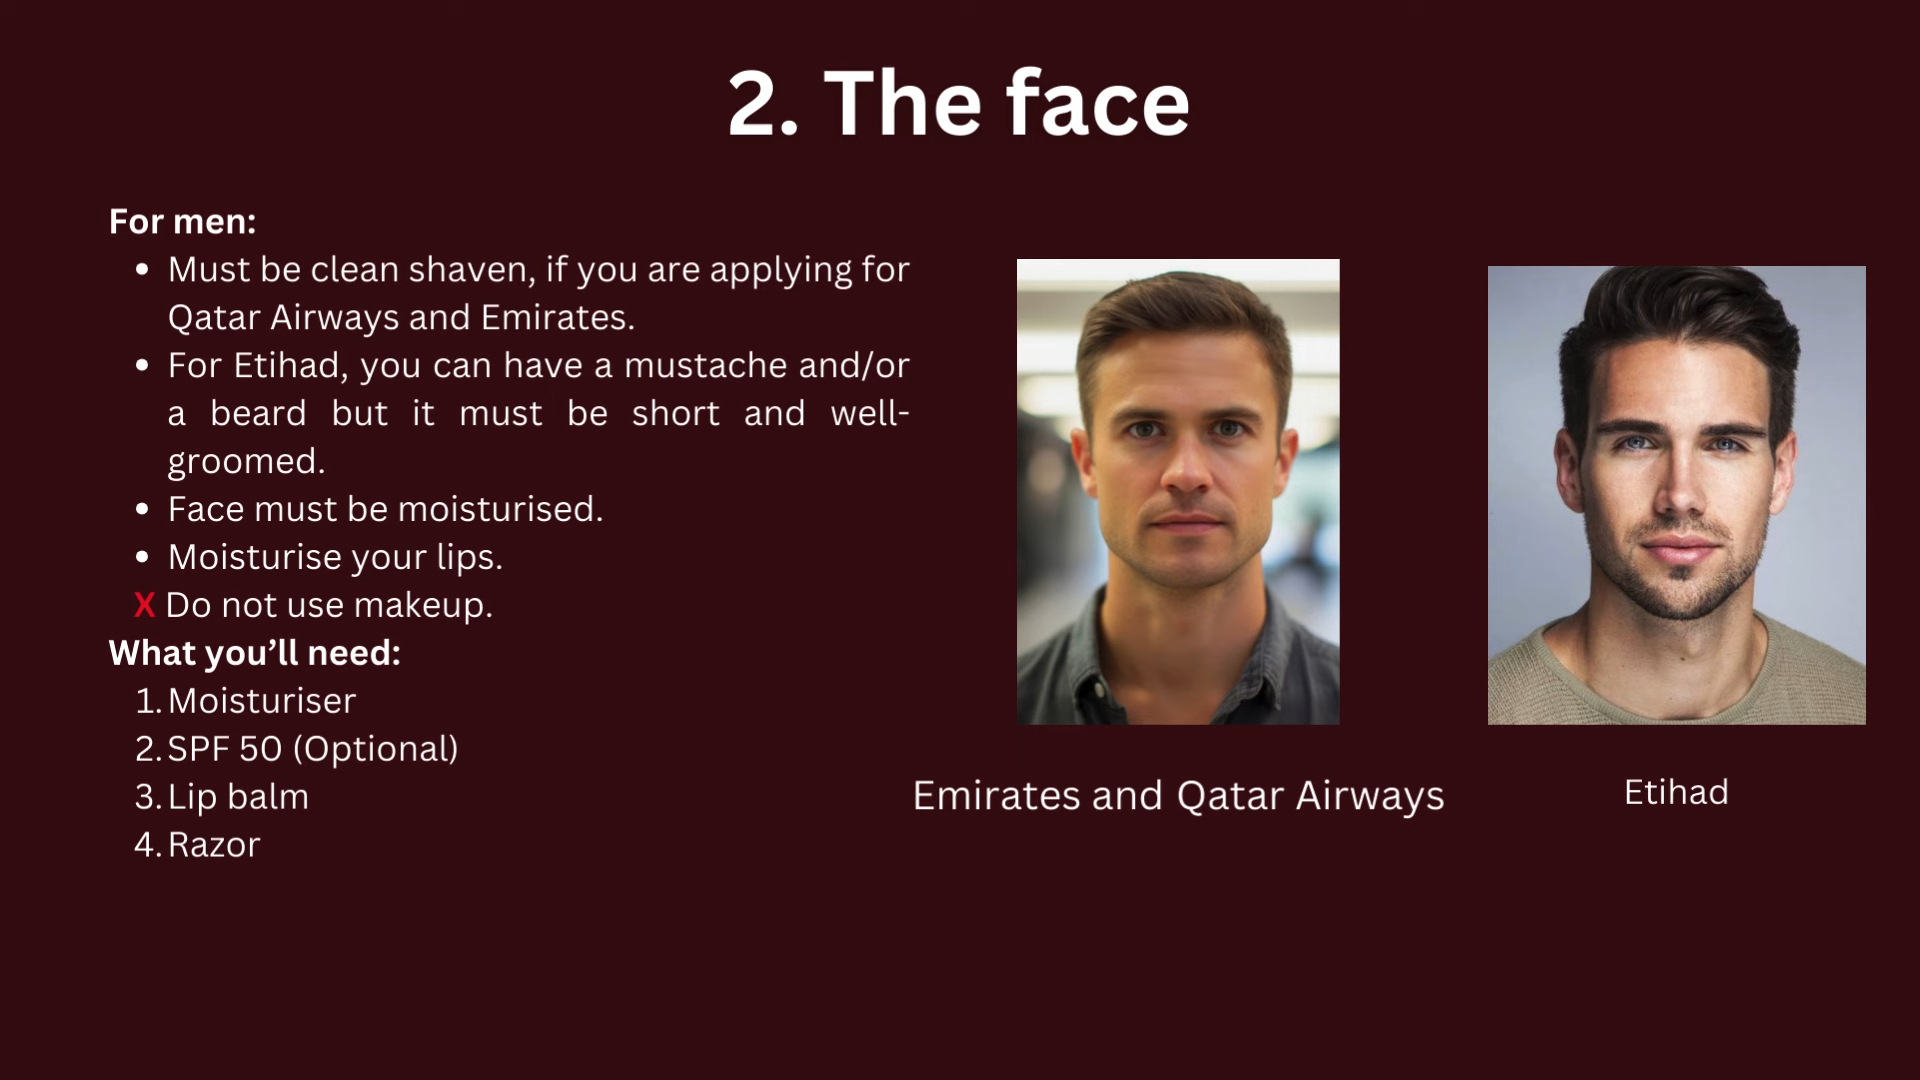 2. The face
For men:
• Must be clean shaven, if you are applying for
Qatar Airways and Emirates.
• For Etihad, you can have a mustache and/or
a beard but it must be short and well-
groomed.
• Face must be moisturised.
• Moisturise your lips.
X Do not use makeup.
What you’ll need:
1. Moisturiser
2. SPF 50 (Optional)
3. Lip balm
4. Razor
Emirates and Qatar Airways
Etihad